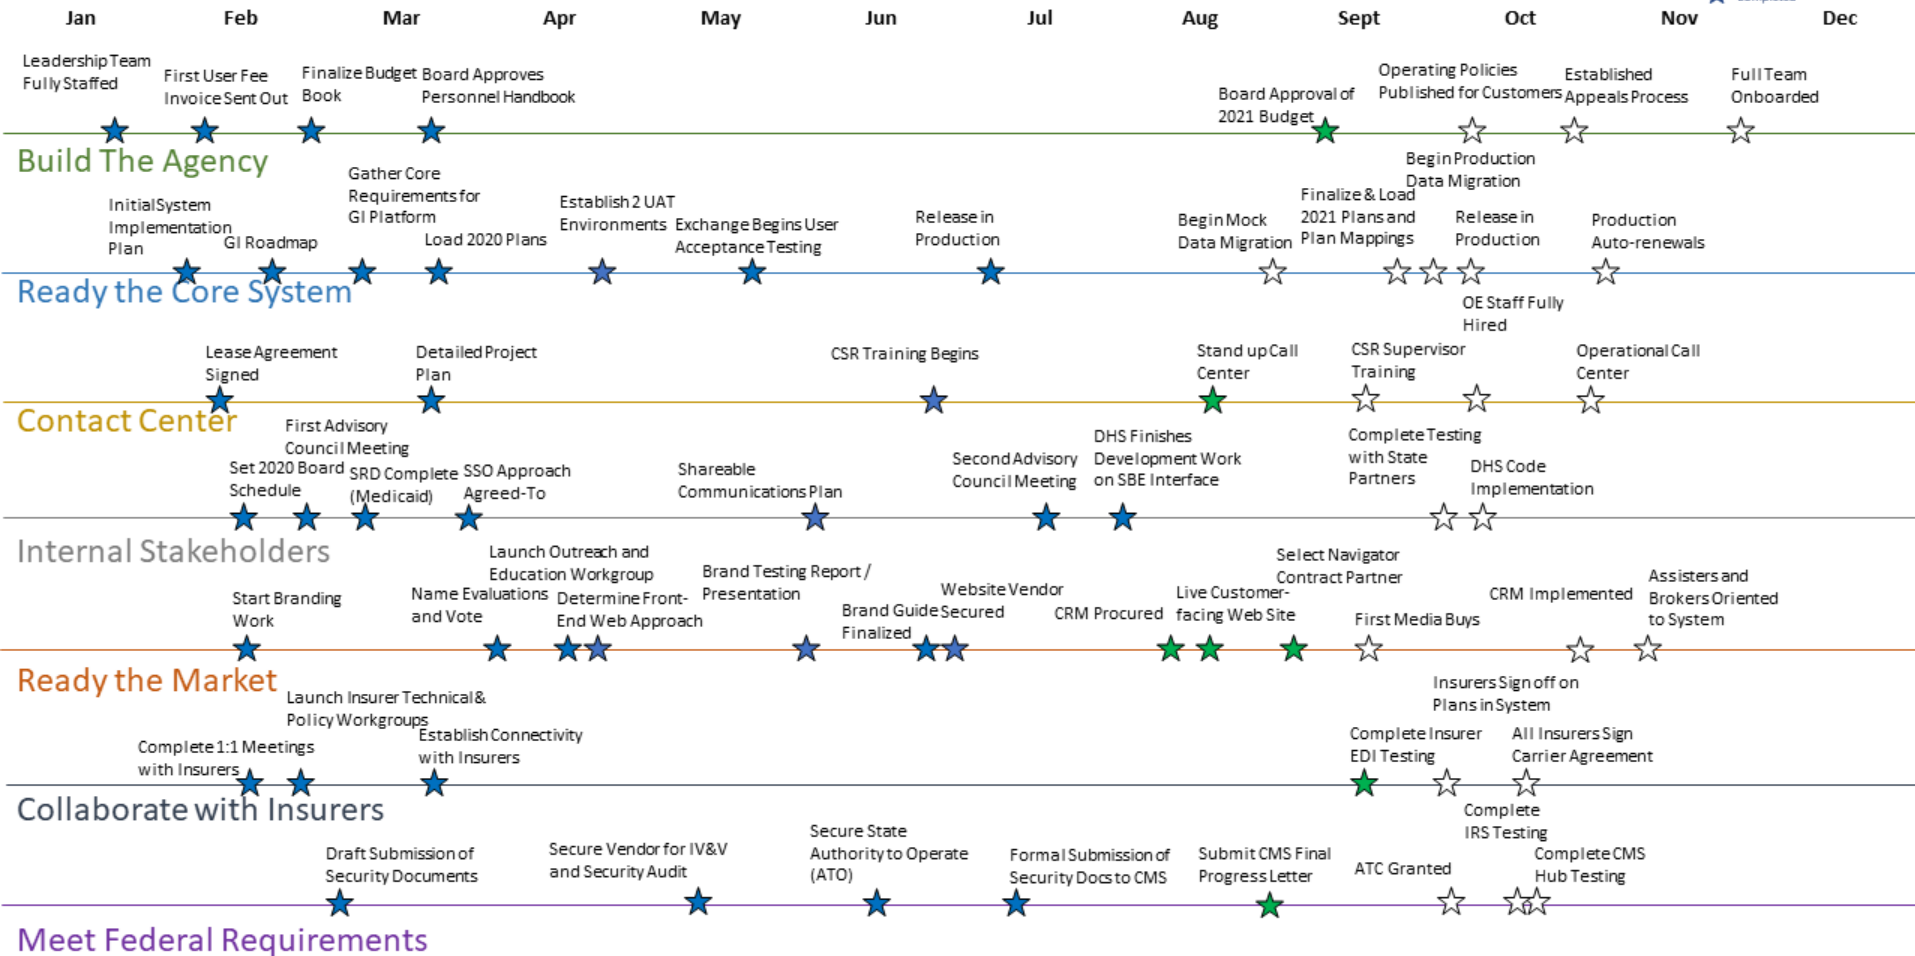 Jan Feb Mar Apr May Jun Jul Aug Sept Oct Nov Dec
Leadership Team
Fully Staffed
First User Fee
Invoice Sent Out
Finalize Budget
Book
Board Approves
Personnel Handbook
Board Approval of
2021 Budget
Operating Policies
Published for Customers
Established
Appeals Process
Full Team
Onboarded
Build The Agency
Initial System
Implementation
Plan
GI Roadmap
Gather Core
Requirements for
GI Platform
Load 2020 Plans
Establish 2 UAT
Environments
Exchange Begins User
Acceptance Testing
Release in
Production
Begin Mock
Data Migration
Finalize & Load
2021 Plans and
Plan Mappings
Begin Production
Data Migration
Release in
Production
Production
Auto-renewals
Ready the Core System
Lease Agreement
Signed
Detailed Project
Plan
CSR Training Begins
Stand up Call
Center
CSR Supervisor
Training
OE Staff Fully
Hired
Operational Call
Center
Contact Center
Set 2020 Board
Schedule
First Advisory
Council Meeting
SRD Complete
(Medicaid)
SSO Approach
Agreed-To
Shareable
Communications Plan
Second Advisory
Council Meeting
DHS Finishes
Development Work
on SBE Interface
Complete Testing
with State
Partners
DHS Code
Implementation
Internal Stakeholders
Start Branding
Work
Name Evaluations
and Vote
Launch Outreach and
Education Workgroup
Determine Front-
End Web Approach
Brand Testing Report /
Presentation
Brand Guide
Finalized
Website Vendor
Secured
CRM Procured
Live Customer-
facing Web Site
Select Navigator
Contract Partner
First Media Buys
CRM Implemented
Assisters and
Brokers Oriented
to System
Ready the Market
Complete 1:1 Meetings
with Insurers
Launch Insurer Technical &
Policy Workgroups
Establish Connectivity
with Insurers
Complete Insurer
EDI Testing
Insurers Sign off on
Plans in System
All Insurers Sign
Carrier Agreement
Collaborate with Insurers
Draft Submission of
Security Documents
Secure Vendor for IV&V
and Security Audit
Secure State
Authority to Operate
(ATO)
Formal Submission of
Security Docs to CMS
Submit CMS Final
Progress Letter
ATC Granted
Complete
IRS Testing
Complete CMS
Hub Testing
Meet Federal Requirements